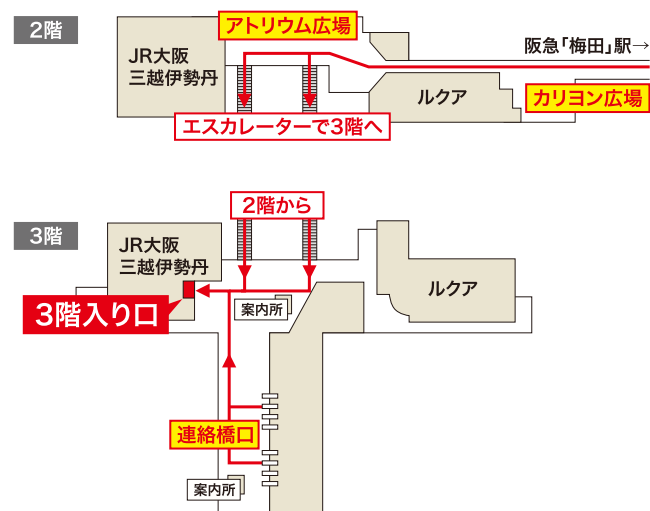 2階
アトリウム広場
JR大阪
三越伊勢丹
阪急「梅田」駅→
ルクア
カリヨン広場
エスカレーターで3階へ
3階
2階から
JR大阪
三越伊勢丹
ルクア
3階入り口
案内所
連絡橋口
案内所